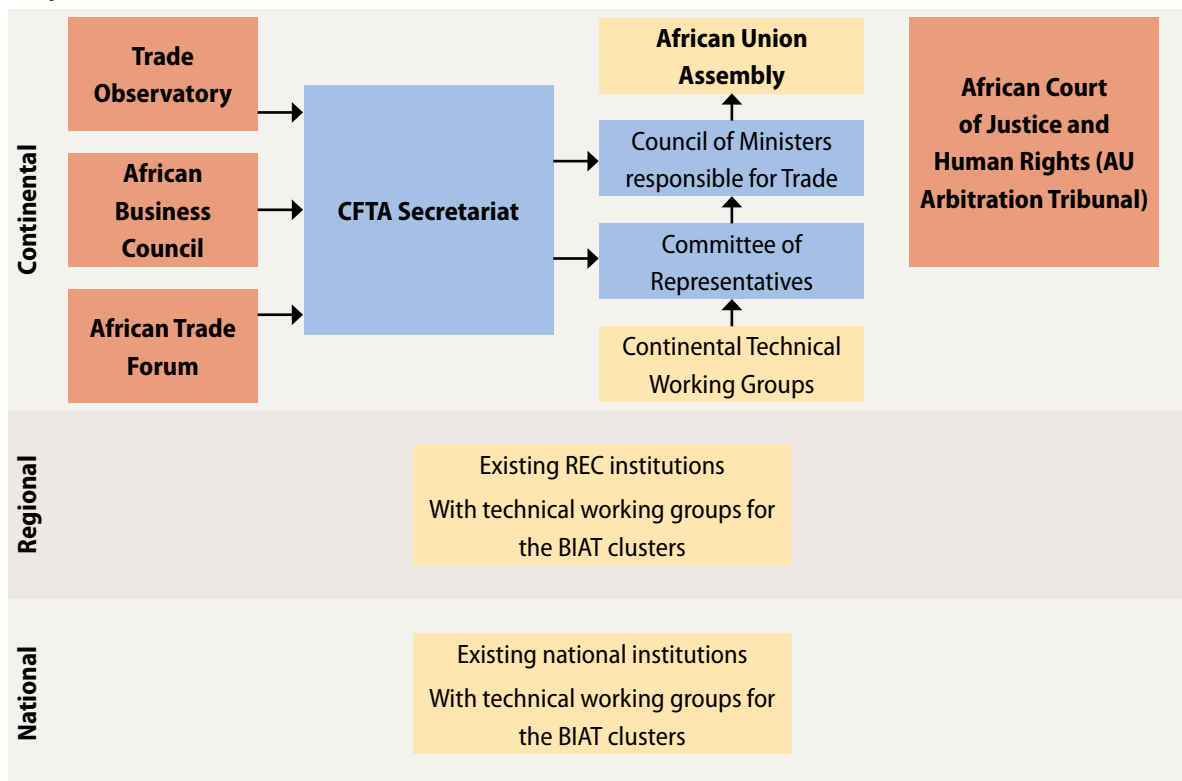 Continental
Trade
Observatory
African
Business
Council
African Trade
Forum
CFTA Secretariat
African Union
Assembly
Council of Ministers
responsible for Trade
Committee of
Representatives
Continental Technical
Working Groups
African Court
of Justice and
Human Rights (AU
Arbitration Tribunal)
Regional
Existing REC institutions
With technical working groups for
the BIAT clusters
National
Existing national institutions
With technical working groups for
the BIAT clusters